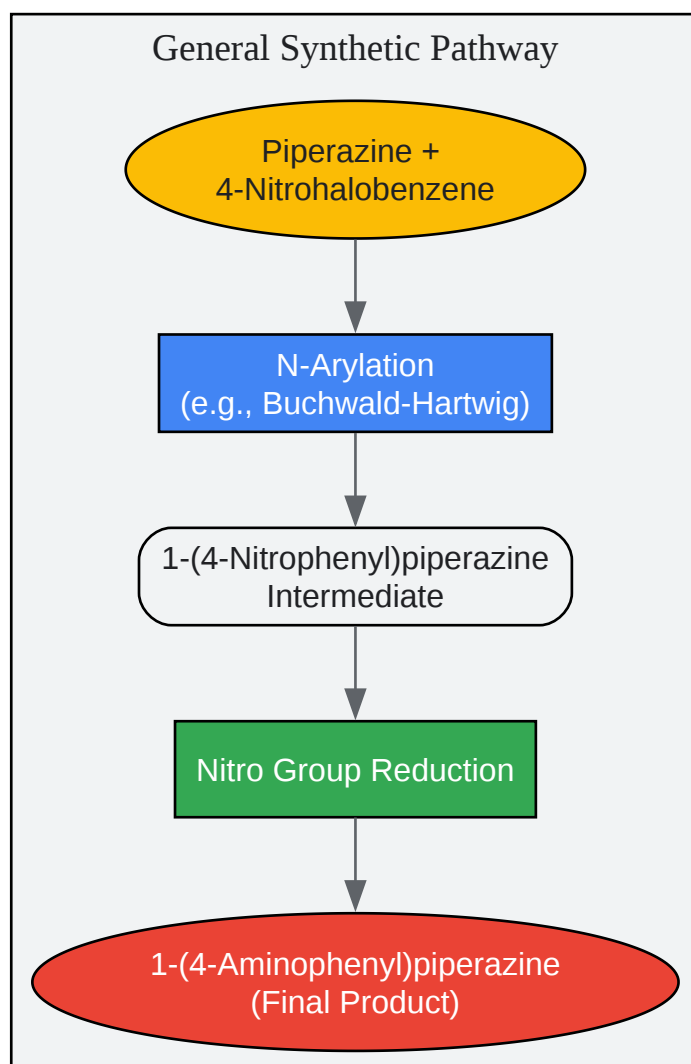 General Synthetic Pathway
Piperazine +
4-Nitrohalobenzene
N-Arylation
(e.g., Buchwald-Hartwig)
1-(4-Nitrophenyl)piperazine
Intermediate
Nitro Group Reduction
1-(4-Aminophenyl)piperazine
(Final Product)